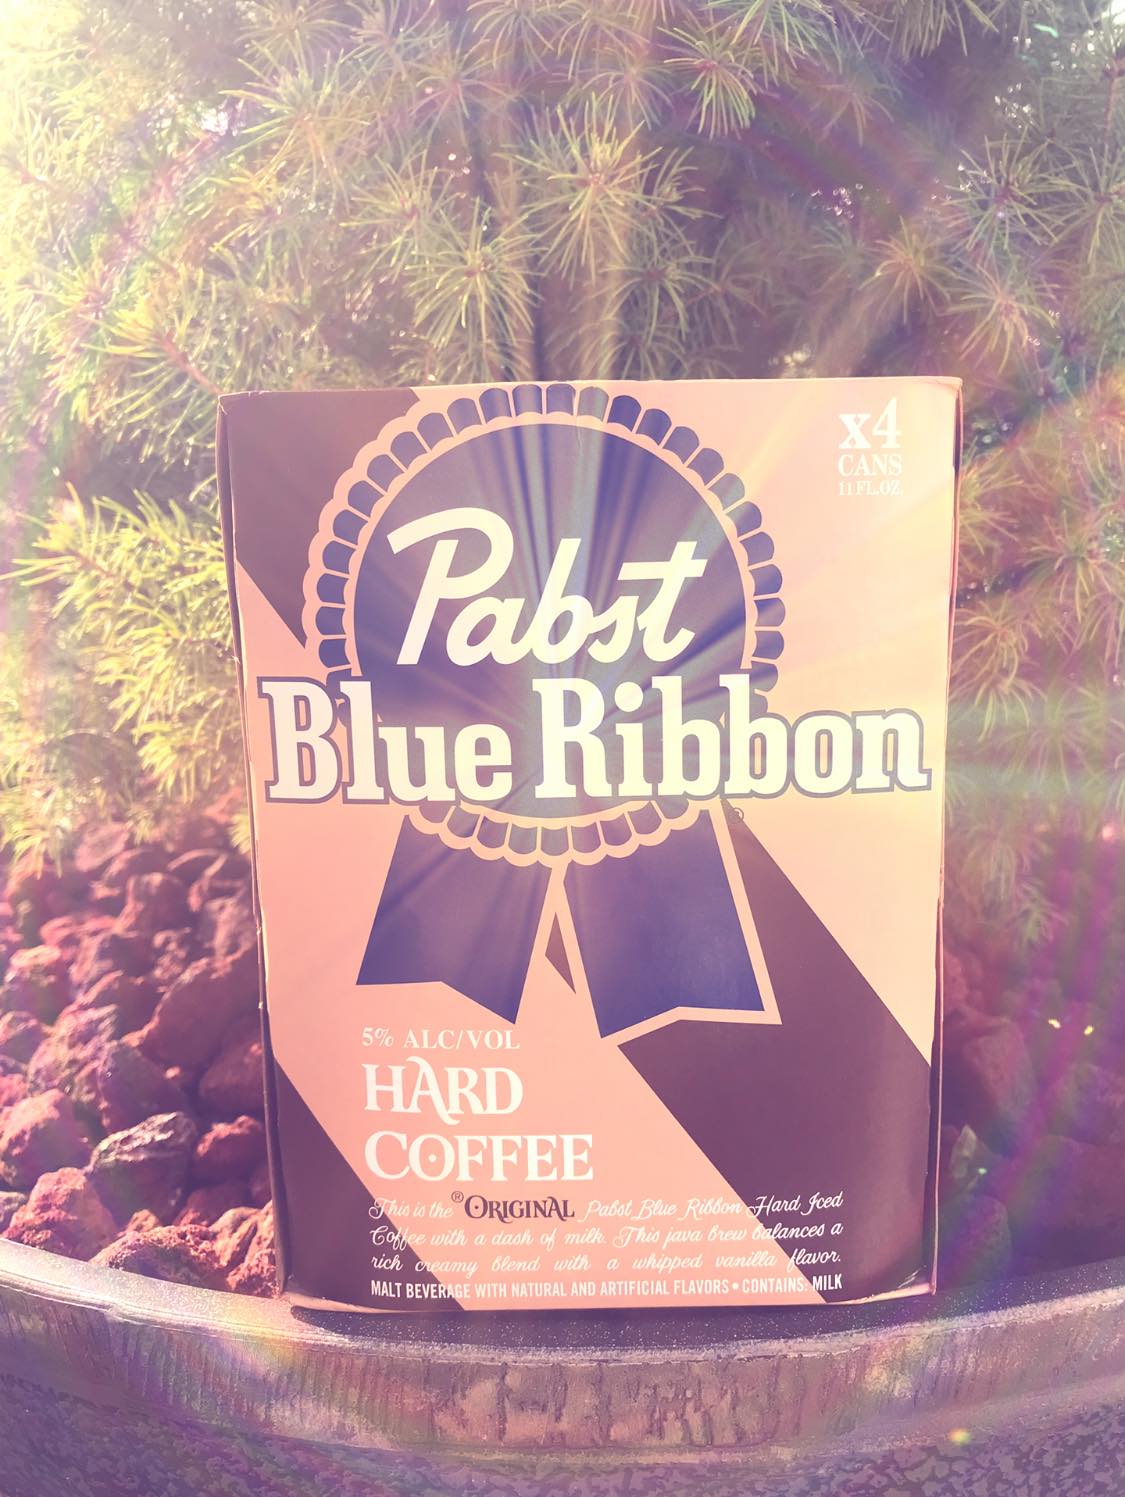 x4
CANS
11 FL.OZ.
Pabst
Blue Ribbon
®
5% ALC/VOL
HARD
COFFEE
This is the ®ORIGINAL Pabst Blue Ribbon Hard Iced
Coffee with a dash of milk. This java brew balances a
rich creamy blend with a whipped vanilla flavor.
MALT BEVERAGE WITH NATURAL AND ARTIFICIAL FLAVORS • CONTAINS: MILK